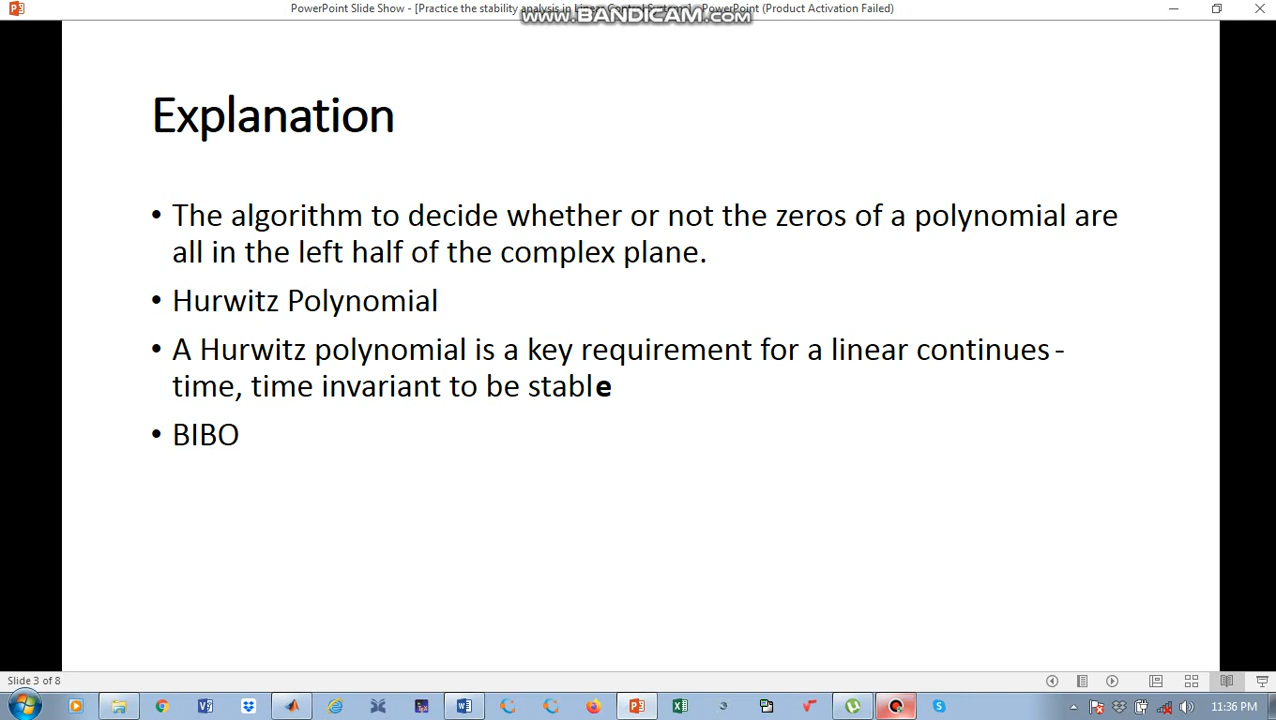 PowerPoint Slide Show - [Practice the stability analysis in Linear Control Systems] - PowerPoint (Product Activation Failed)
www.BANDICAM.com
Explanation
• The algorithm to decide whether or not the zeros of a polynomial are
all in the left half of the complex plane.
• Hurwitz Polynomial
• A Hurwitz polynomial is a key requirement for a linear continues-
time, time invariant to be stable
• BIBO
Slide 3 of 8
11:36 PM